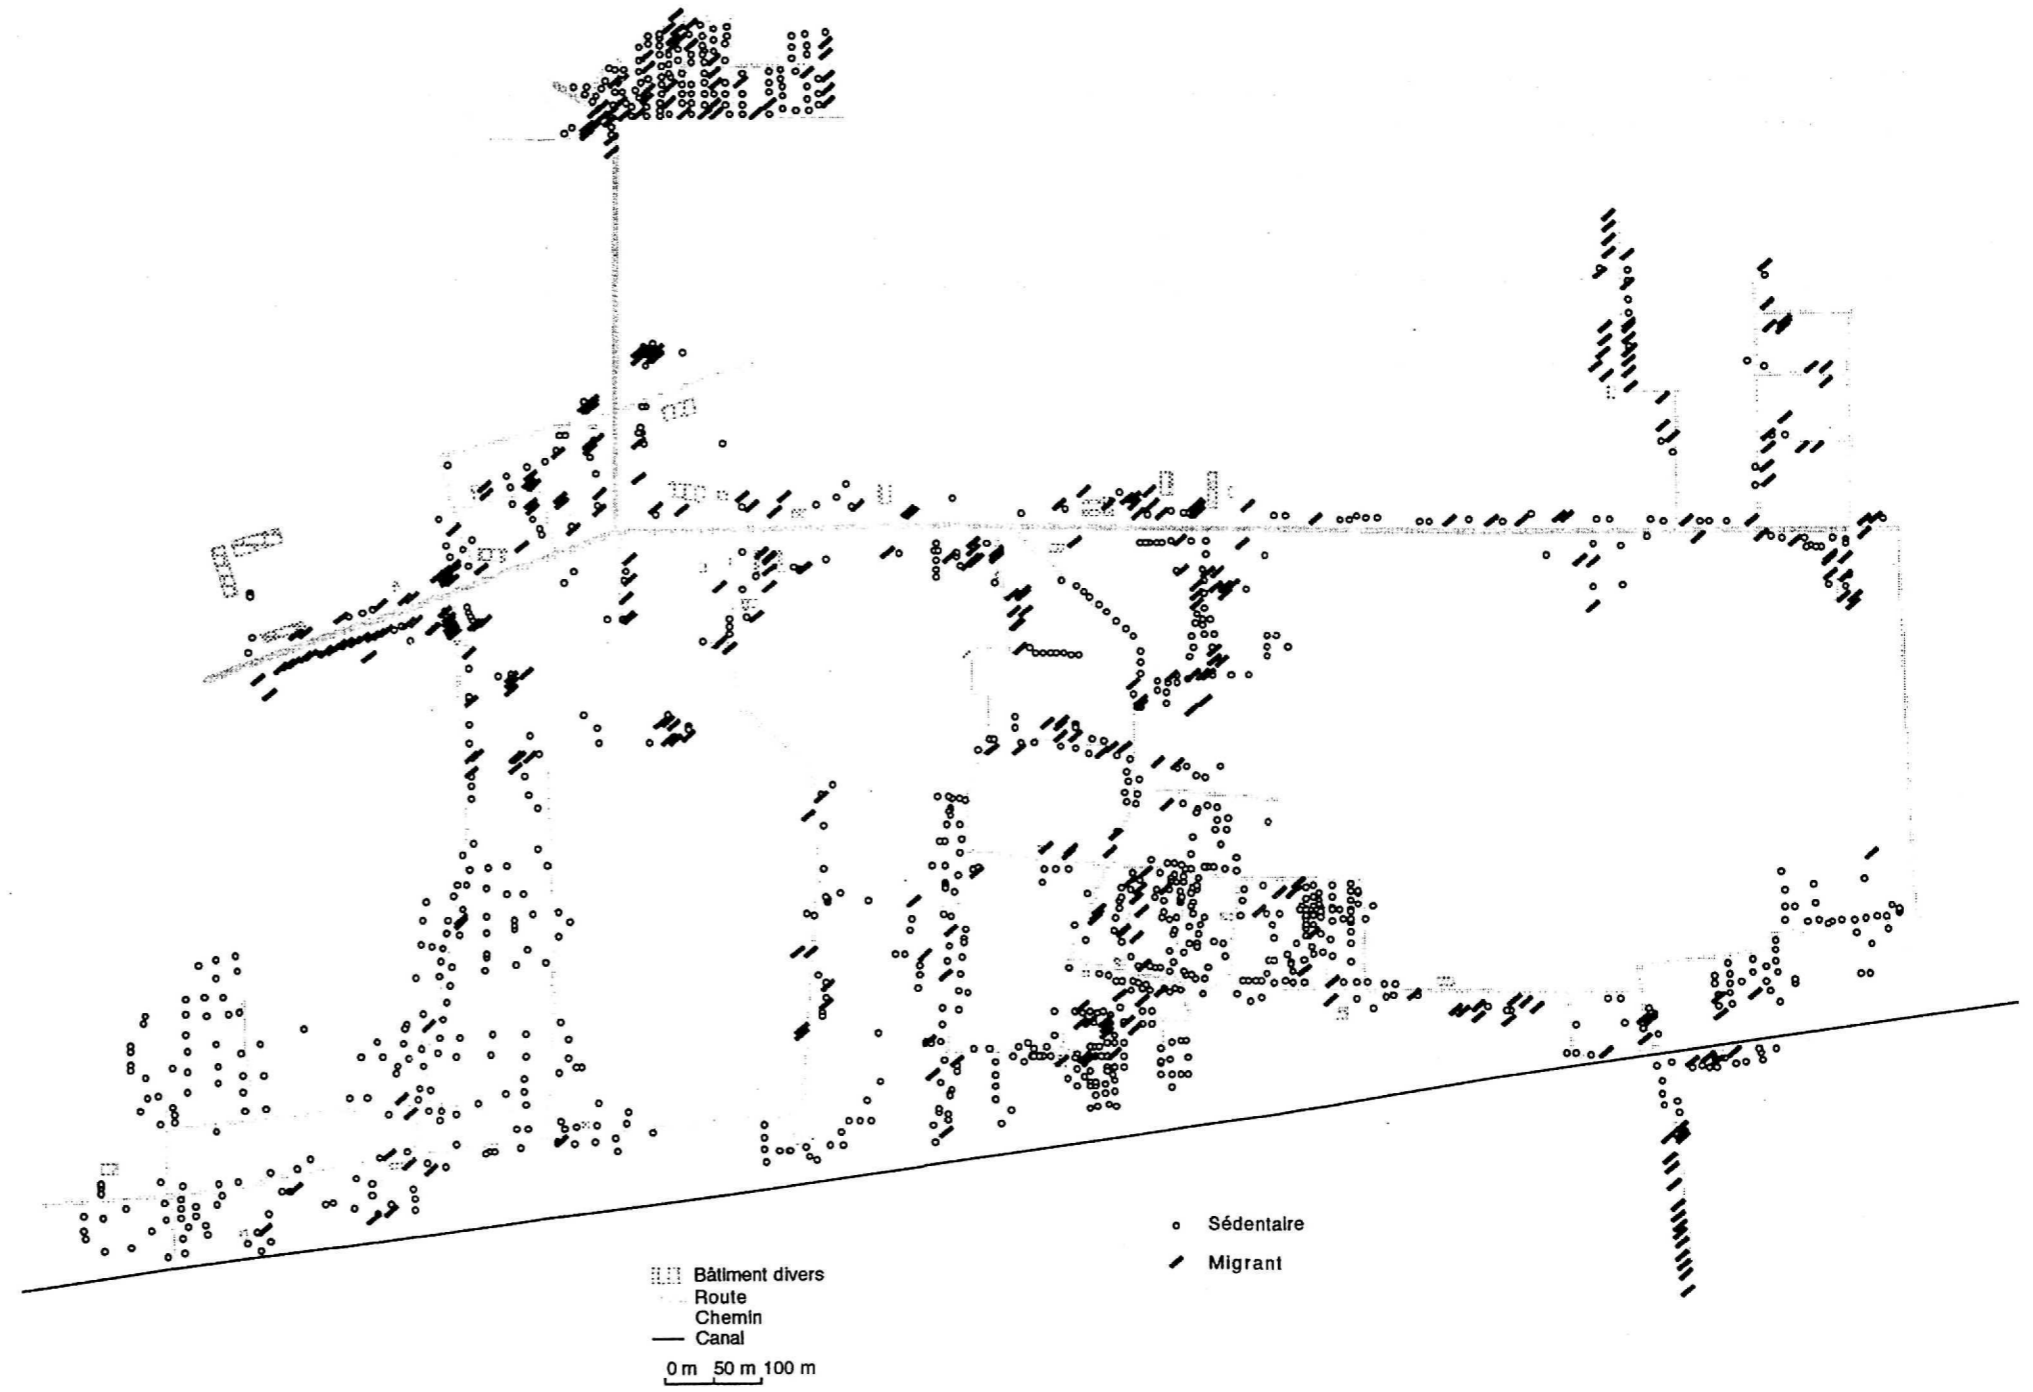 Sédentaire
Migrant
Bâtiment divers
Route
Chemin
Canal
0 m 50 m 100 m